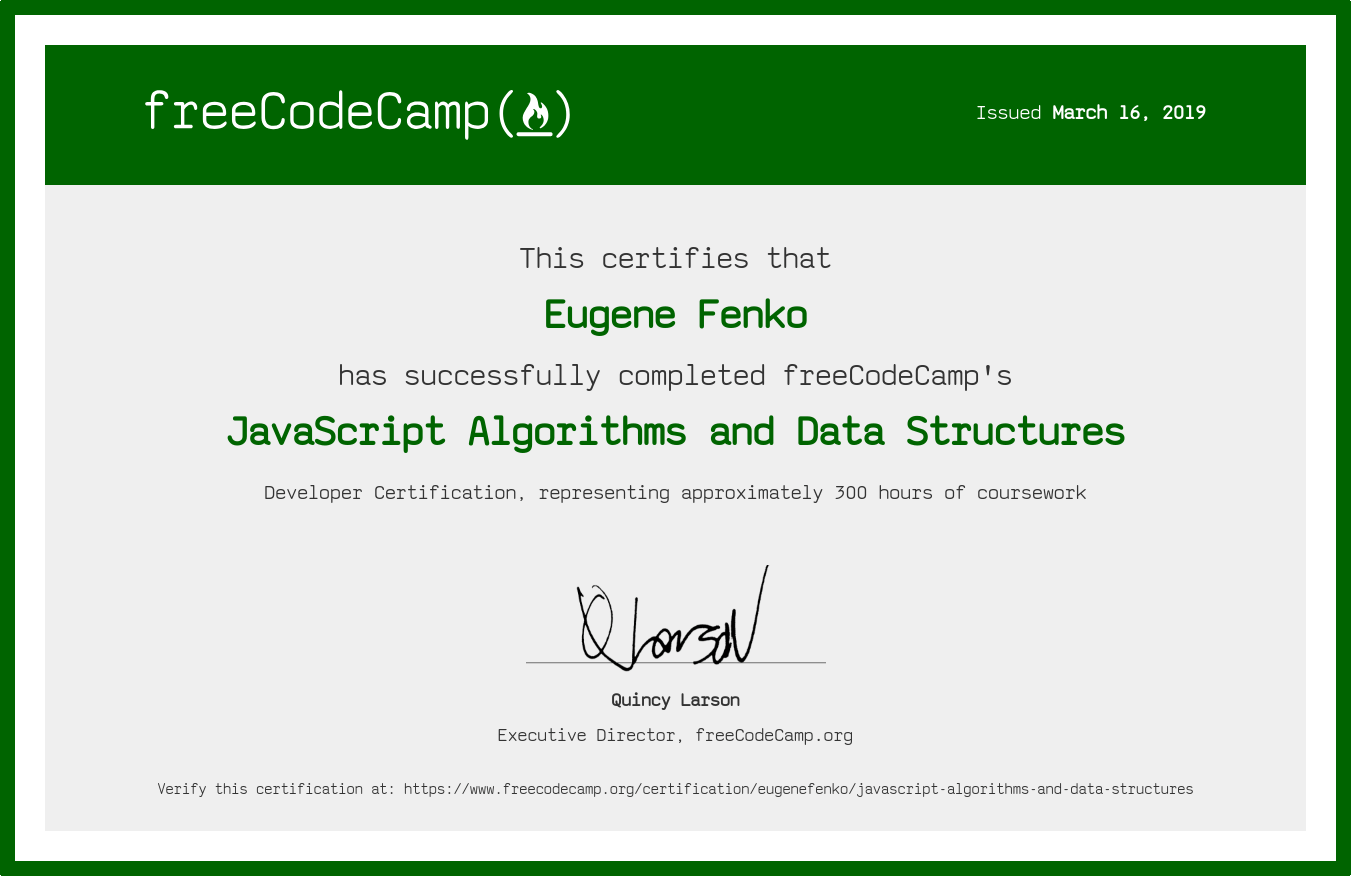 freeCodeCamp()
Issued March 16, 2019
This certifies that
Eugene Fenko
has successfully completed freeCodeCamp's
JavaScript Algorithms and Data Structures
Developer Certification, representing approximately 300 hours of coursework
QLarson
Quincy Larson
Executive Director, freeCodeCamp.org
Verify this certification at: https://www.freecodecamp.org/certification/eugenefenko/javascript-algorithms-and-data-structures